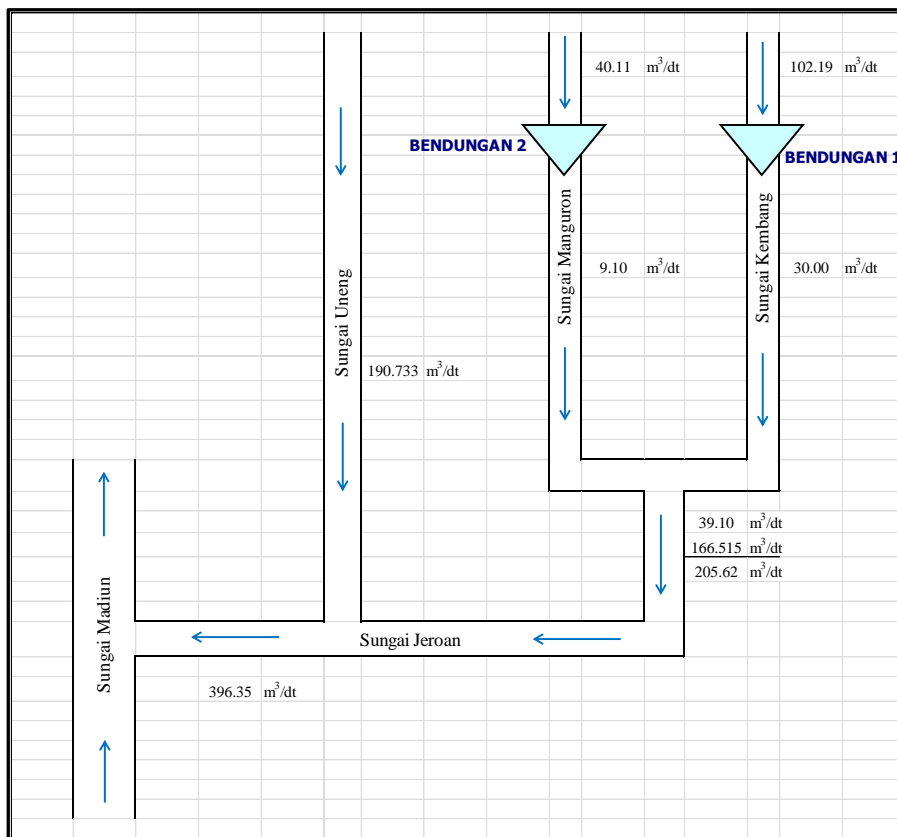 40.11 m³/dt
102.19 m³/dt
BENDUNGAN 2
BENDUNGAN 1
Sungai Uneng
Sungai Manguron
Sungai Kembang
9.10 m³/dt
30.00 m³/dt
190.733 m³/dt
39.10 m³/dt
166.515 m³/dt
205.62 m³/dt
Sungai Madiun
Sungai Jeroan
396.35 m³/dt